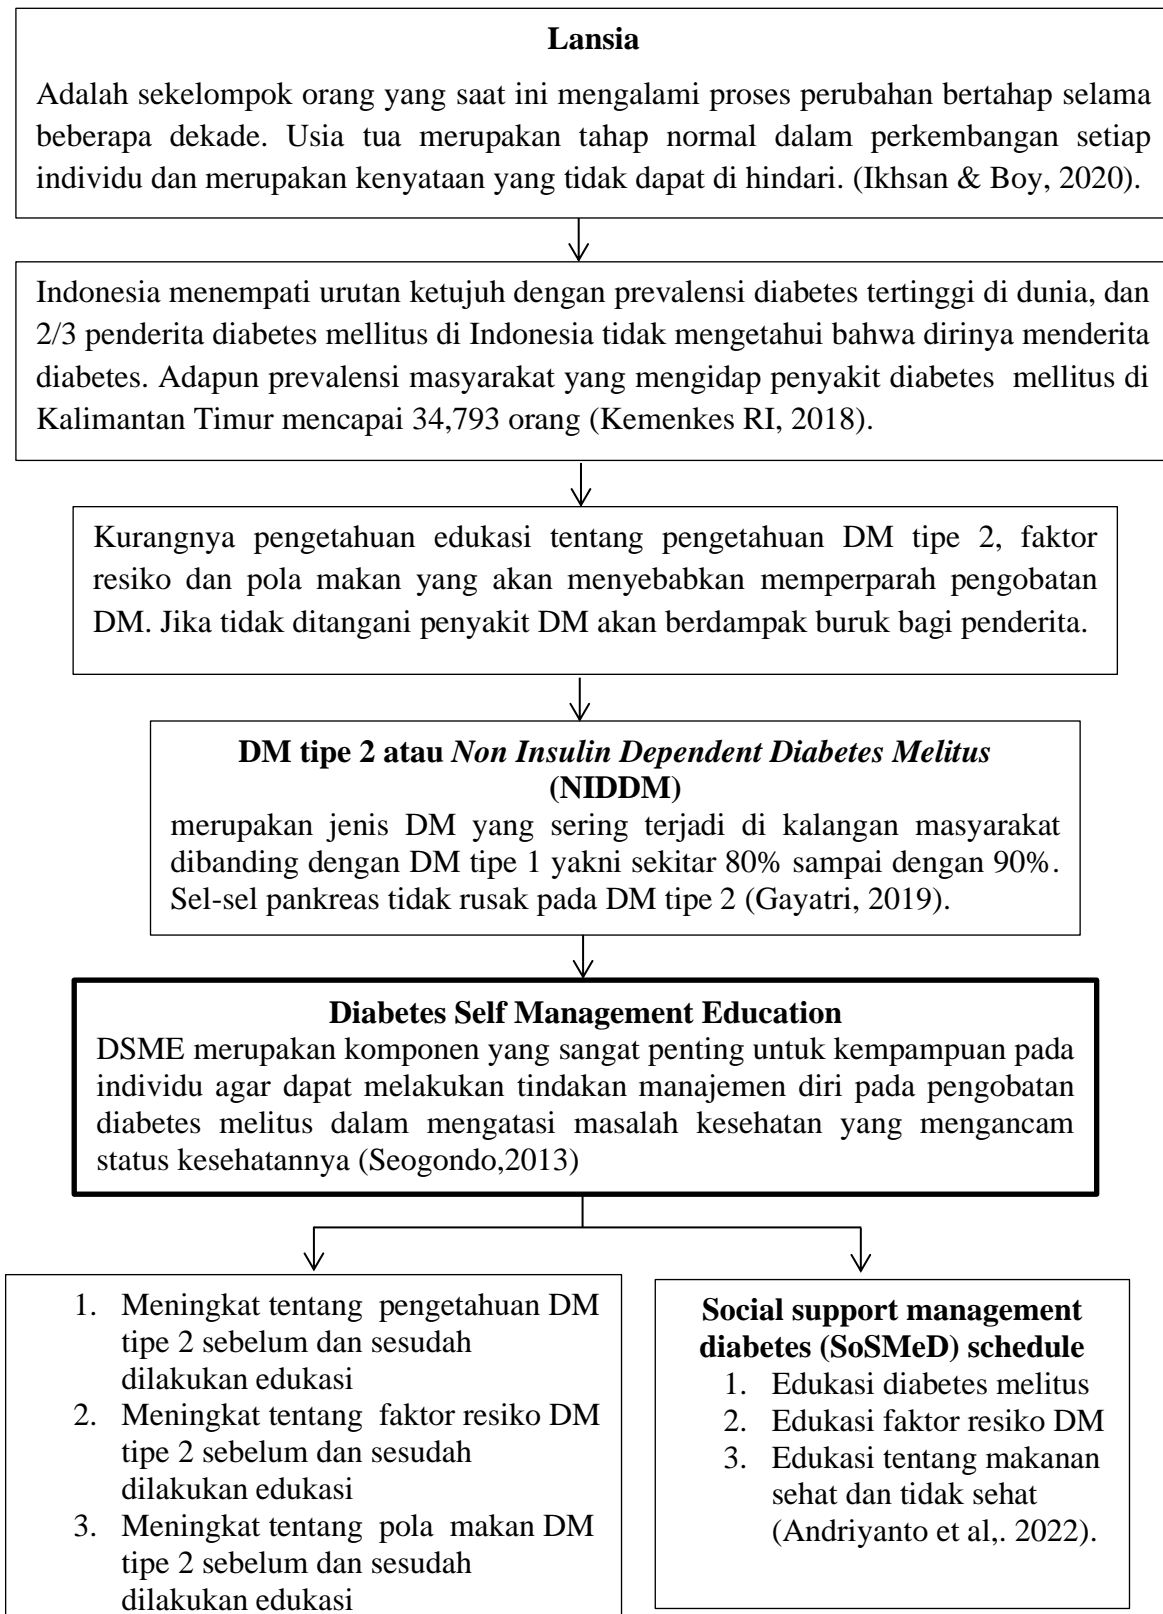 Lansia
Adalah sekelompok orang yang saat ini mengalami proses perubahan bertahap selama
beberapa dekade. Usia tua merupakan tahap normal dalam perkembangan setiap
individu dan merupakan kenyataan yang tidak dapat di hindari. (Ikhsan & Boy, 2020).
Indonesia menempati urutan ketujuh dengan prevalensi diabetes tertinggi di dunia, dan
2/3 penderita diabetes mellitus di Indonesia tidak mengetahui bahwa dirinya menderita
diabetes. Adapun prevalensi masyarakat yang mengidap penyakit diabetes mellitus di
Kalimantan Timur mencapai 34,793 orang (Kemenkes RI, 2018).
Kurangnya pengetahuan edukasi tentang pengetahuan DM tipe 2, faktor
resiko dan pola makan yang akan menyebabkan memperparah pengobatan
DM. Jika tidak ditangani penyakit DM akan berdampak buruk bagi penderita.
DM tipe 2 atau Non Insulin Dependent Diabetes Melitus
(NIDDM)
merupakan jenis DM yang sering terjadi di kalangan masyarakat
dibanding dengan DM tipe 1 yakni sekitar 80% sampai dengan 90%.
Sel-sel pankreas tidak rusak pada DM tipe 2 (Gayatri, 2019).
Diabetes Self Management Education
DSME merupakan komponen yang sangat penting untuk kempampuan pada
individu agar dapat melakukan tindakan manajemen diri pada pengobatan
diabetes melitus dalam mengatasi masalah kesehatan yang mengancam
status kesehatannya (Seogondo,2013)
1. Meningkat tentang pengetahuan DM
tipe 2 sebelum dan sesudah
dilakukan edukasi
2. Meningkat tentang faktor resiko DM
tipe 2 sebelum dan sesudah
dilakukan edukasi
3. Meningkat tentang pola makan DM
tipe 2 sebelum dan sesudah
dilakukan edukasi
Social support management
diabetes (SoSMeD) schedule
1. Edukasi diabetes melitus
2. Edukasi faktor resiko DM
3. Edukasi tentang makanan
sehat dan tidak sehat
(Andriyanto et al,. 2022).